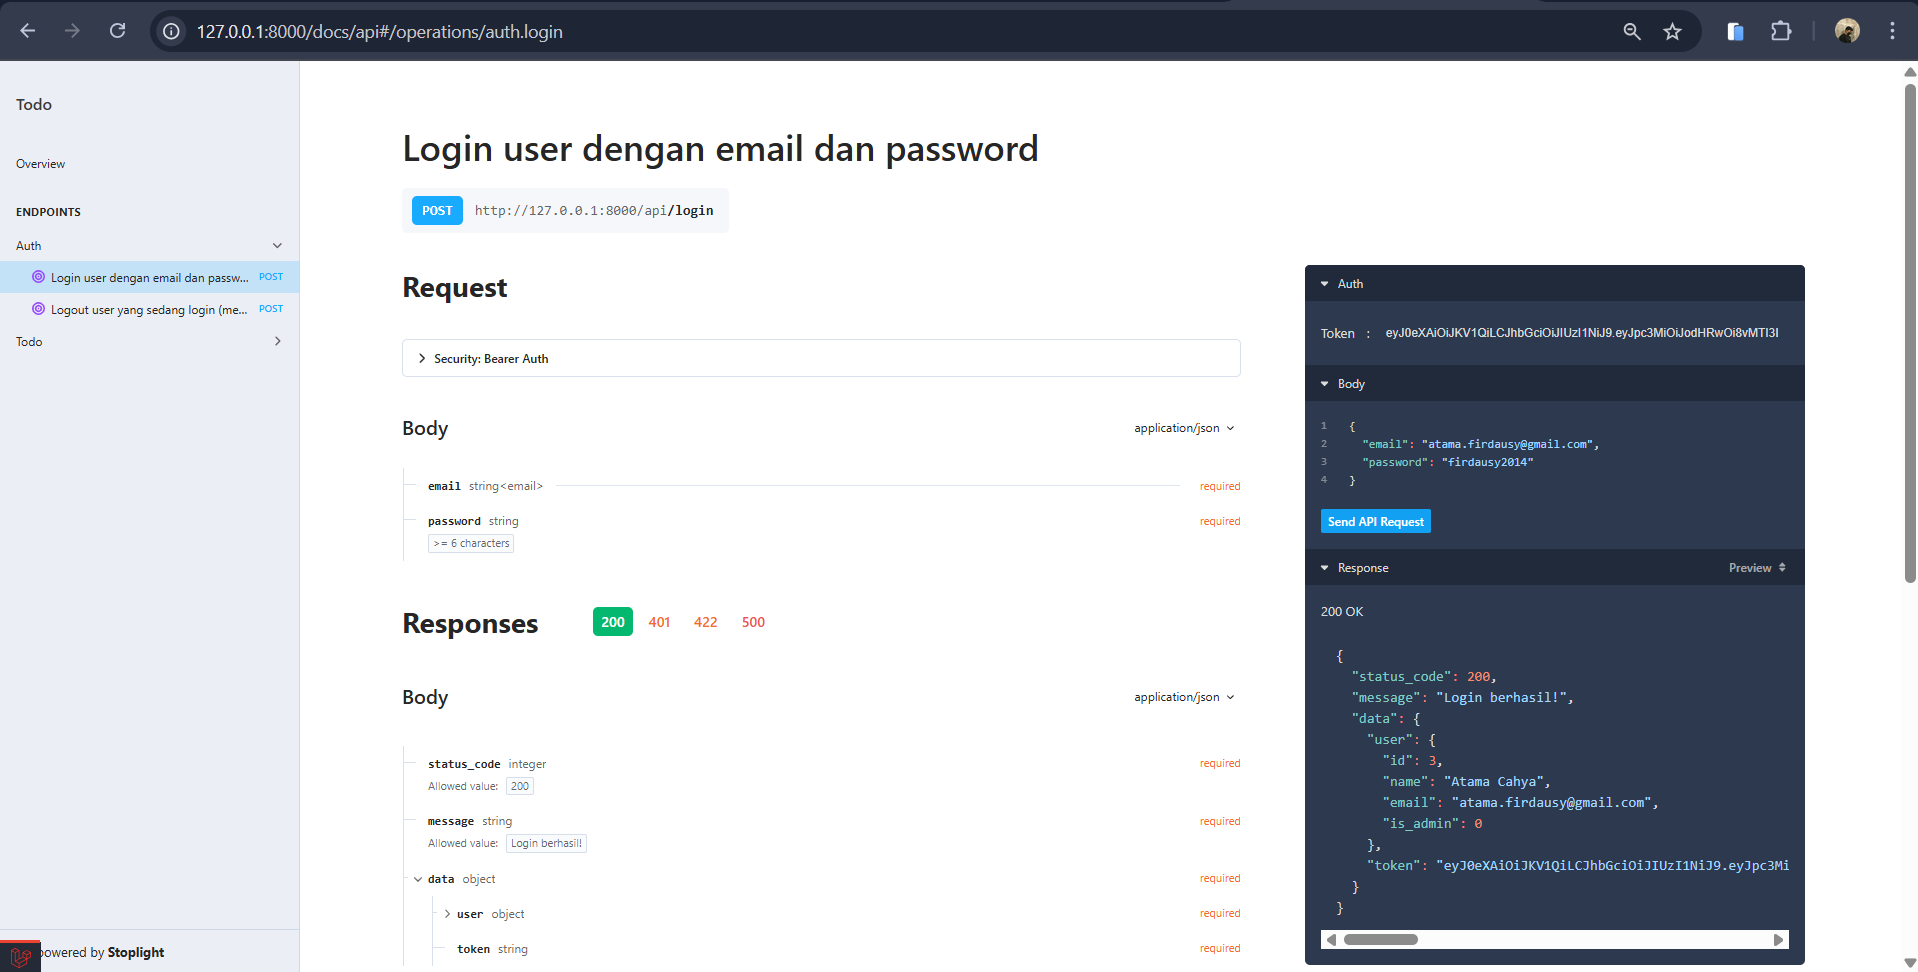 127.0.0.1:8000/docs/api#/operations/auth.login
Todo
Overview
ENDPOINTS
Auth
Login user dengan email dan passw... POST
Logout user yang sedang login (me... POST
Todo
powered by Stoplight
Login user dengan email dan password
POST http://127.0.0.1:8000/api/login
Request
Security: Bearer Auth
Body application/json
email string<email> required
password string required
>= 6 characters
Responses 200 401 422 500
Body application/json
status_code integer required
Allowed value: 200
message string required
Allowed value: Login berhasil!
data object required
user object required
token string required
Auth
Token : eyJ0eXAiOiJKV1QiLCJhbGciOiJIUzI1NiJ9.eyJpc3MiOiJodHRwOi8vMTI3I
Body
1 {
2 "email": "atama.firdausy@gmail.com",
3 "password": "firdausy2014"
4 }
Send API Request
Response Preview
200 OK
{
"status_code": 200,
"message": "Login berhasil!",
"data": {
"user": {
"id": 3,
"name": "Atama Cahya",
"email": "atama.firdausy@gmail.com",
"is_admin": 0
},
"token": "eyJ0eXAiOiJKV1QiLCJhbGciOiJIUzI1NiJ9.eyJpc3Mi
}
}